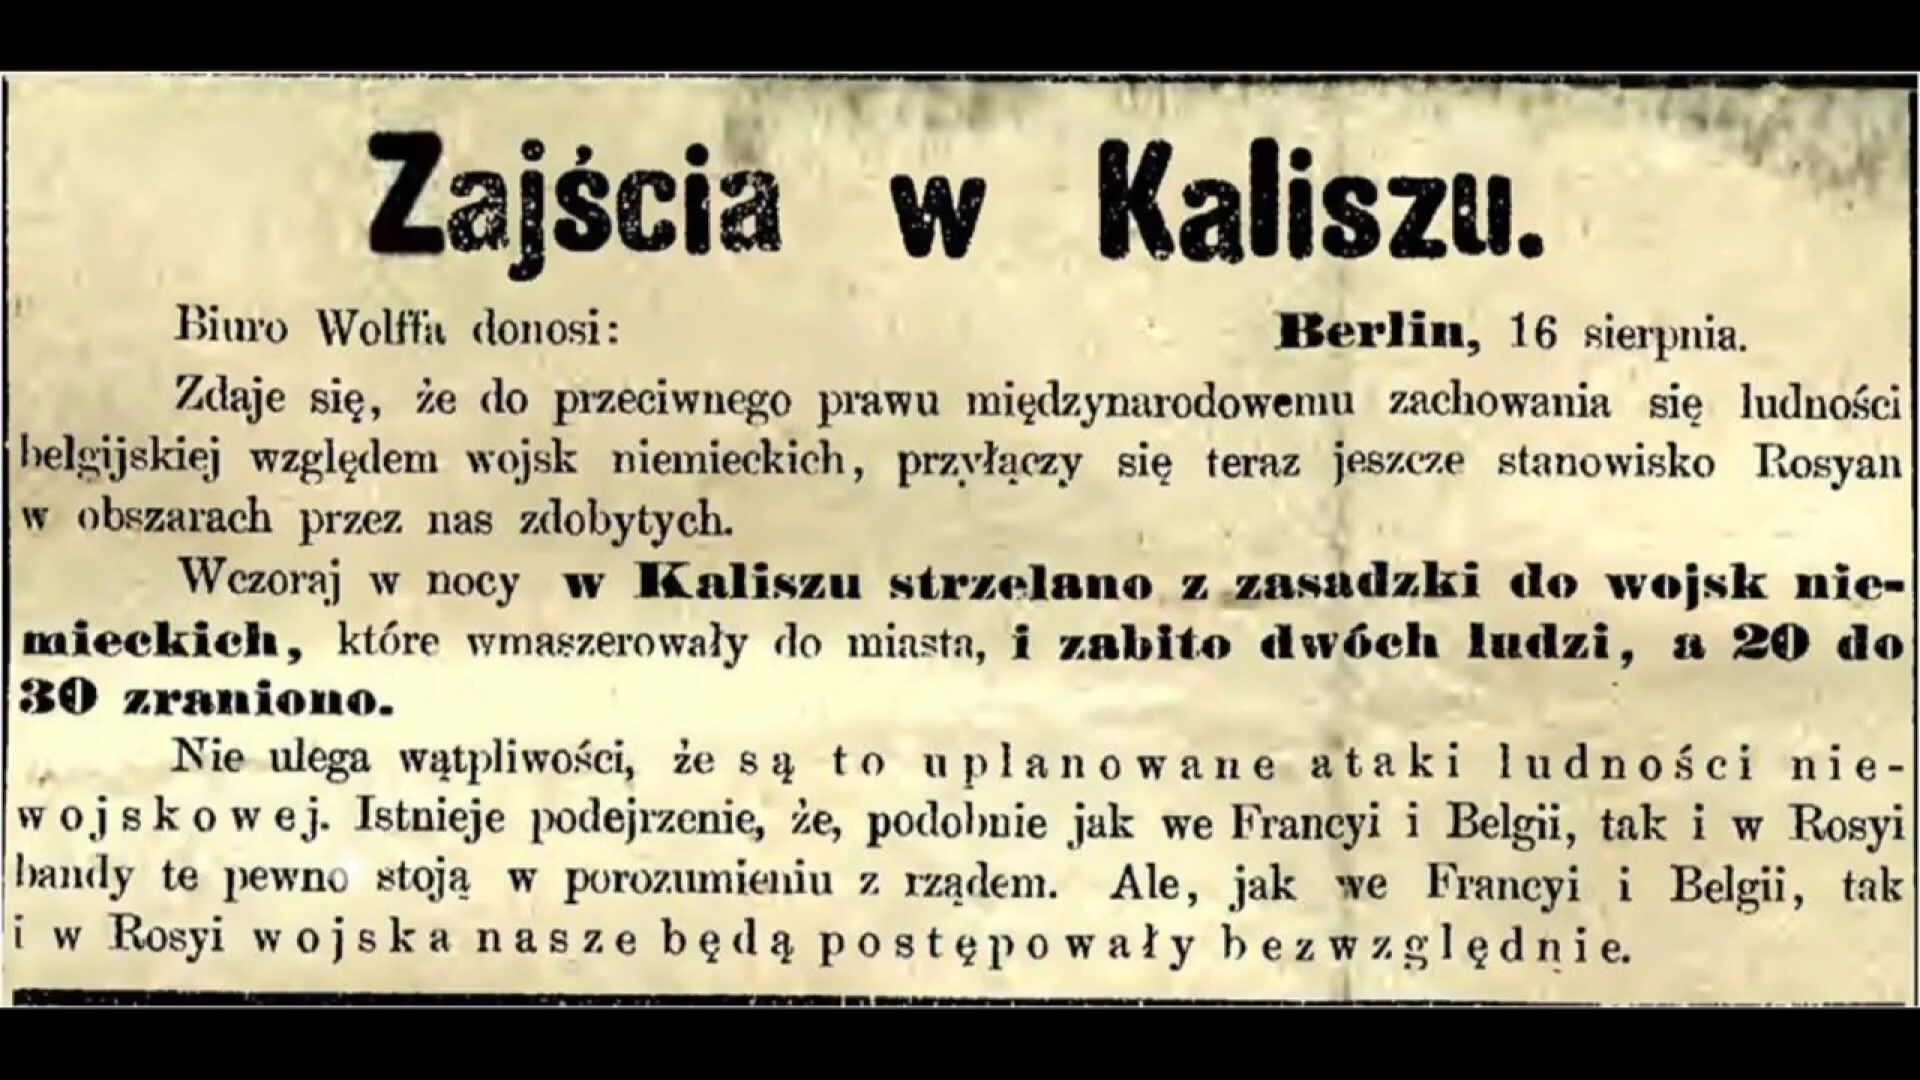 Zajścia w Kaliszu.
Biuro Wolffa donosi: Berlin, 16 sierpnia.
Zdaje się, że do przeciwnego prawu międzynarodowemu zachowania się ludności
belgijskiej względem wojsk niemieckich, przyłączy się teraz jeszcze stanowisko Rosyan
w obszarach przez nas zdobytych.
Wczoraj w nocy w Kaliszu strzelano z zasadzki do wojsk nie-
mieckich, które wmaszerowały do miasta, i zabito dwóch ludzi, a 20 do
30 zraniono.
Nie ulega wątpliwości, że są to uplanowane ataki ludności nie-
wojskowej. Istnieje podejrzenie, że, podobnie jak we Francyi i Belgii, tak i w Rosyi
bandy te pewno stoją w porozumieniu z rządem. Ale, jak we Francyi i Belgii, tak
i w Rosyi wojska nasze będą postępowały bezwzględnie.